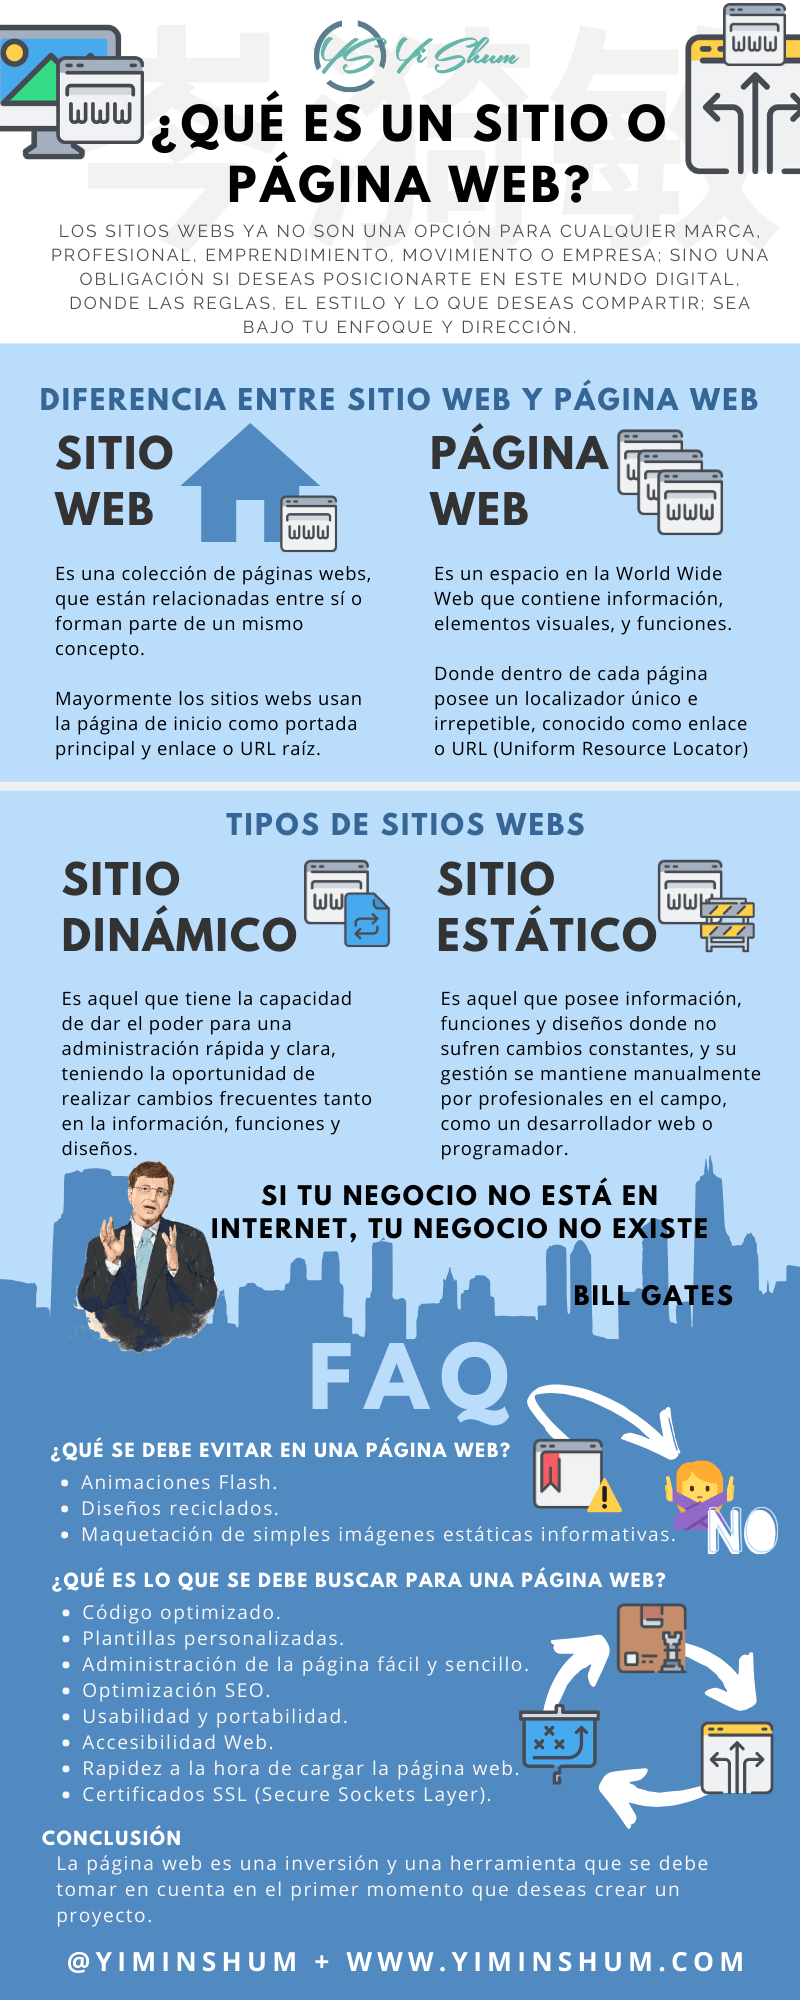 YS Yi Shum
岑 猗 敏
WWW
WWW
¿QUÉ ES UN SITIO O
PÁGINA WEB?
LOS SITIOS WEBS YA NO SON UNA OPCIÓN PARA CUALQUIER MARCA,
PROFESIONAL, EMPRENDIMIENTO, MOVIMIENTO O EMPRESA; SINO UNA
OBLIGACIÓN SI DESEAS POSICIONARTE EN ESTE MUNDO DIGITAL,
DONDE LAS REGLAS, EL ESTILO Y LO QUE DESEAS COMPARTIR; SEA
BAJO TU ENFOQUE Y DIRECCIÓN.
DIFERENCIA ENTRE SITIO WEB Y PÁGINA WEB
SITIO
WEB
WWW
Es una colección de páginas webs,
que están relacionadas entre sí o
forman parte de un mismo
concepto.
Mayormente los sitios webs usan
la página de inicio como portada
principal y enlace o URL raíz.
PÁGINA
WEB
WWW
Es un espacio en la World Wide
Web que contiene información,
elementos visuales, y funciones.
Donde dentro de cada página
posee un localizador único e
irrepetible, conocido como enlace
o URL (Uniform Resource Locator)
TIPOS DE SITIOS WEBS
SITIO
DINÁMICO
WW
Es aquel que tiene la capacidad
de dar el poder para una
administración rápida y clara,
teniendo la oportunidad de
realizar cambios frecuentes tanto
en la información, funciones y
diseños.
SITIO
ESTÁTICO
WW
Es aquel que posee información,
funciones y diseños donde no
sufren cambios constantes, y su
gestión se mantiene manualmente
por profesionales en el campo,
como un desarrollador web o
programador.
SI TU NEGOCIO NO ESTÁ EN
INTERNET, TU NEGOCIO NO EXISTE
BILL GATES
FAQ
¿QUÉ SE DEBE EVITAR EN UNA PÁGINA WEB?
• Animaciones Flash.
• Diseños reciclados.
• Maquetación de simples imágenes estáticas informativas.
NO
¿QUÉ ES LO QUE SE DEBE BUSCAR PARA UNA PÁGINA WEB?
• Código optimizado.
• Plantillas personalizadas.
• Administración de la página fácil y sencillo.
• Optimización SEO.
• Usabilidad y portabilidad.
• Accesibilidad Web.
• Rapidez a la hora de cargar la página web.
• Certificados SSL (Secure Sockets Layer).
CONCLUSIÓN
La página web es una inversión y una herramienta que se debe
tomar en cuenta en el primer momento que deseas crear un
proyecto.
@YIMINSHUM + WWW.YIMINSHUM.COM